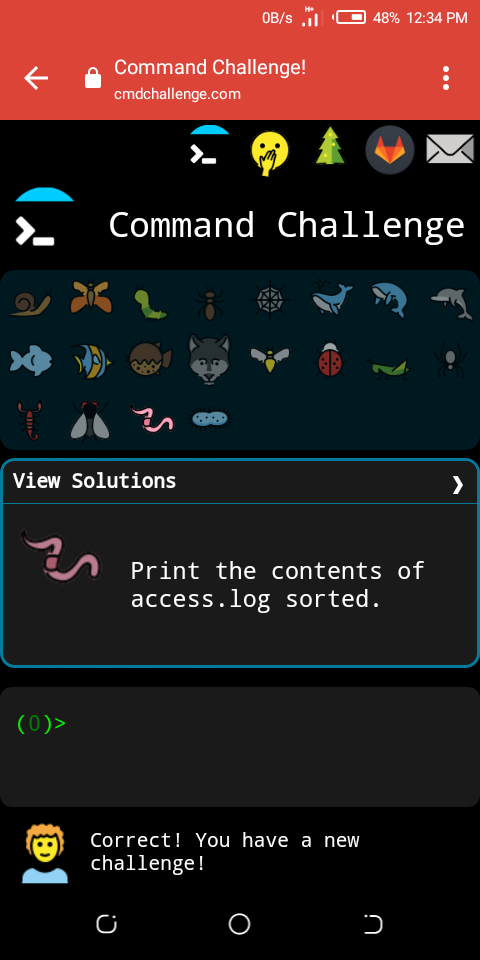 0B/s H+ 48% 12:34 PM
Command Challenge!
cmdchallenge.com
Command Challenge
View Solutions
Print the contents of
access.log sorted.
(0)>
Correct! You have a new
challenge!